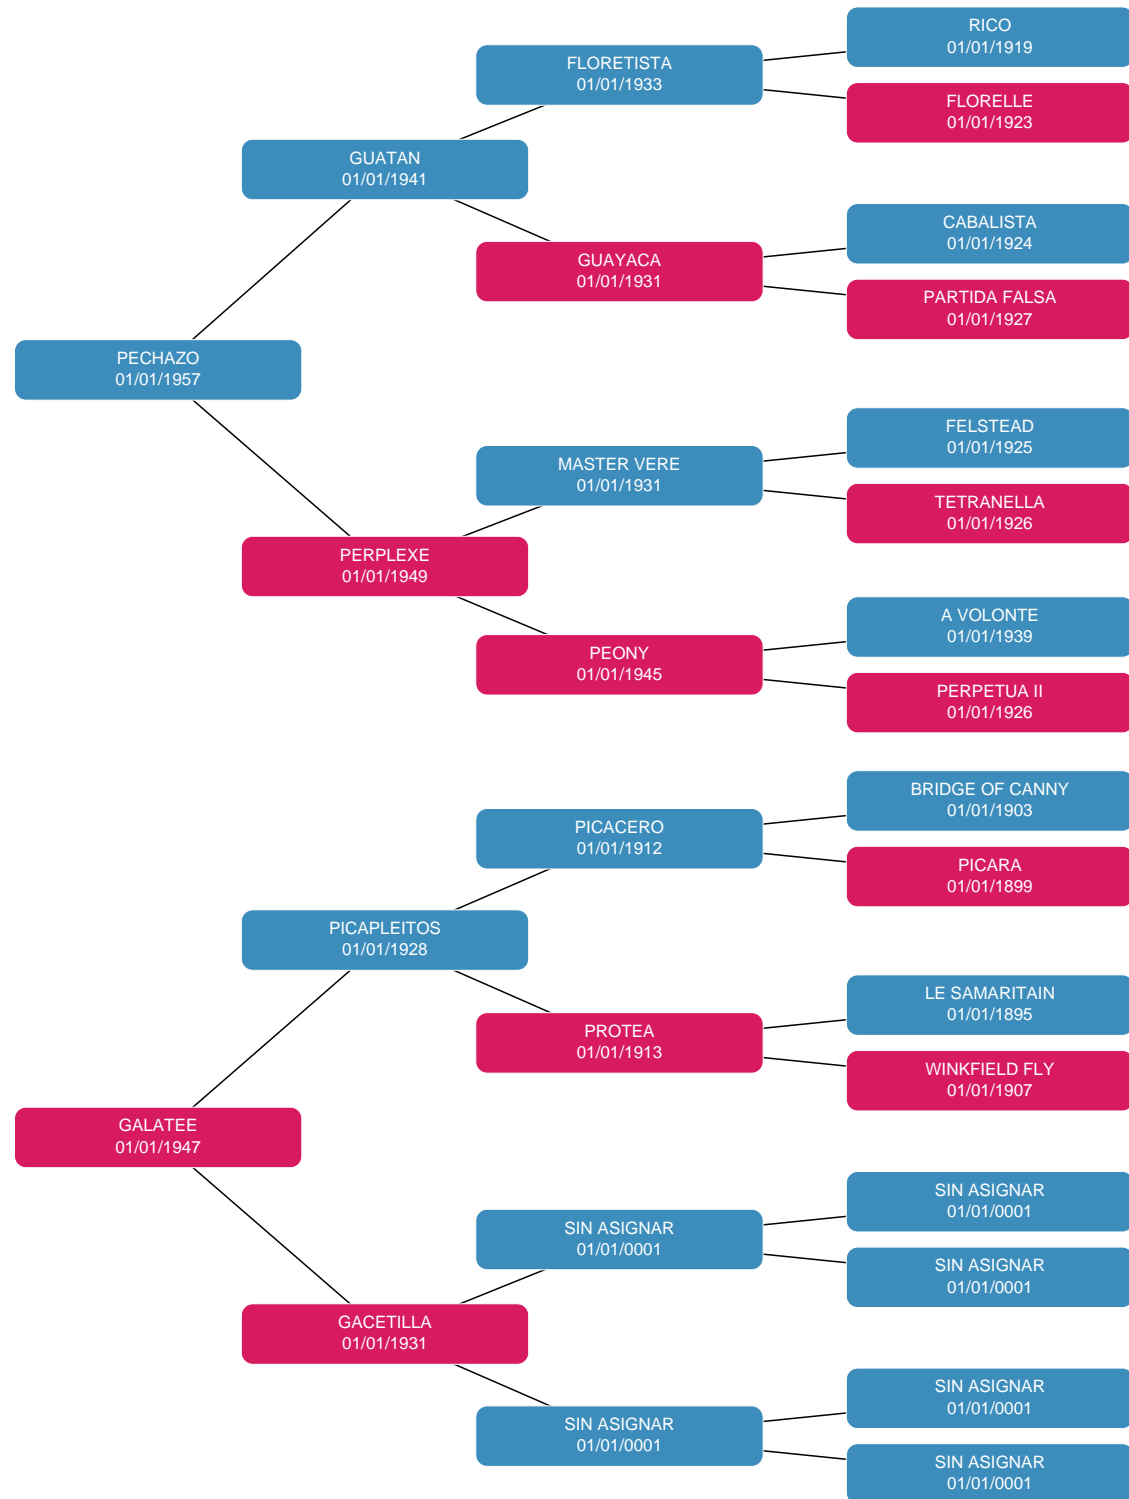 RICO
01/01/1919
FLORETISTA
01/01/1933
FLORELLE
01/01/1923
GUATAN
01/01/1941
CABALISTA
01/01/1924
GUAYACA
01/01/1931
PARTIDA FALSA
01/01/1927
PECHAZO
01/01/1957
FELSTEAD
01/01/1925
MASTER VERE
01/01/1931
TETRANELLA
01/01/1926
PERPLEXE
01/01/1949
A VOLONTE
01/01/1939
PEONY
01/01/1945
PERPETUA II
01/01/1926
BRIDGE OF CANNY
01/01/1903
PICACERO
01/01/1912
PICARA
01/01/1899
PICAPLEITOS
01/01/1928
LE SAMARITAIN
01/01/1895
PROTEA
01/01/1913
WINKFIELD FLY
01/01/1907
GALATEE
01/01/1947
SIN ASIGNAR
01/01/0001
SIN ASIGNAR
01/01/0001
SIN ASIGNAR
01/01/0001
GACETILLA
01/01/1931
SIN ASIGNAR
01/01/0001
SIN ASIGNAR
01/01/0001
SIN ASIGNAR
01/01/0001